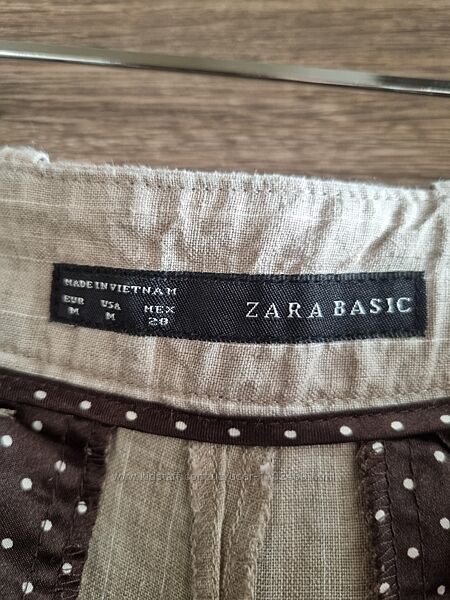 MADE IN VIETNAM
EUR USA MEX
M M 28
ZARA BASIC